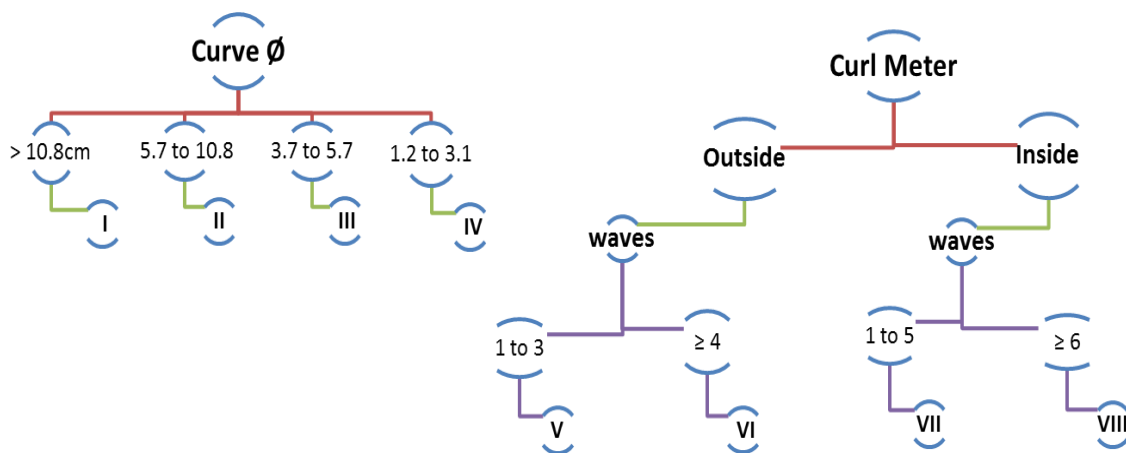 Curve Ø
> 10.8cm
5.7 to 10.8
3.7 to 5.7
1.2 to 3.1
I
II
III
IV
Curl Meter
Outside
Inside
waves
waves
1 to 3
≥ 4
1 to 5
≥ 6
V
VI
VII
VIII